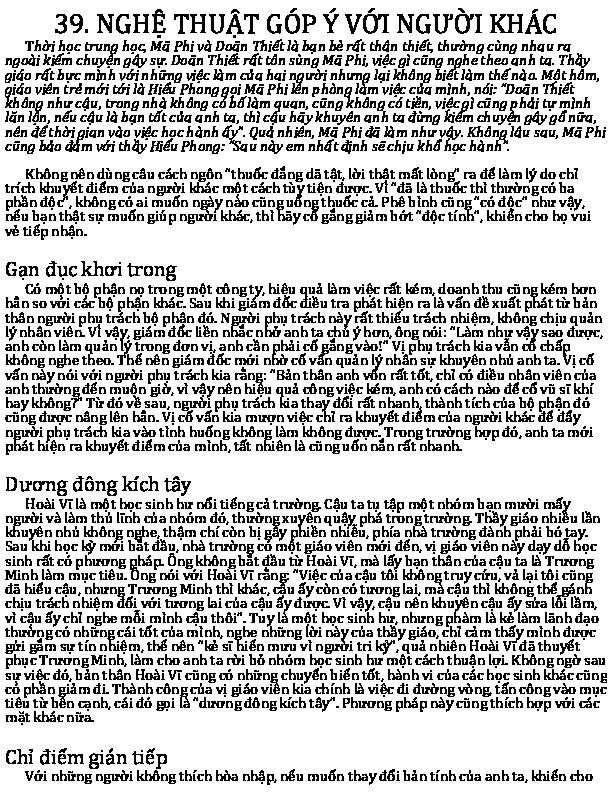 39. NGHỆ THUẬT GÓP Ý VỚI NGƯỜI KHÁC
Thời học trung học, Mã Phi và Doãn Thiết là bạn bè rất thân thiết, thường cùng nhau ra
ngoài kiếm chuyện gây sự. Doãn Thiết rất tôn sùng Mã Phi, việc gì cũng nghe theo anh ta. Thầy
giáo rất bực mình với những việc làm của hai người nhưng lại không biết làm thế nào. Một hôm,
giáo viên trẻ mới tới là Hiểu Phong gọi Mã Phi lên phòng làm việc của mình, nói: “Doãn Thiết
không như cậu, trong nhà không có bố làm quan, cũng không có tiền, việc gì cũng phải tự mình
lăn lộn, nếu cậu là bạn tốt của anh ta, thì cậu hãy khuyên anh ta đừng kiếm chuyện gây gổ nữa,
nên để thời gian vào việc học hành ấy”. Quả nhiên, Mã Phi đã làm như vậy. Không lâu sau, Mã Phi
cũng bảo đảm với thầy Hiểu Phong: “Sau này em nhất định sẽ chịu khổ học hành”.
Không nên dùng câu cách ngôn “thuốc đắng dã tật, lời thật mất lòng” ra để làm lý do chỉ
trích khuyết điểm của người khác một cách tùy tiện được. Vì “đã là thuốc thì thường có ba
phần độc”, không có ai muốn ngày nào cũng uống thuốc cả. Phê bình cũng “có độc” như vậy,
nếu bạn thật sự muốn giúp người khác, thì hãy cố gắng giảm bớt “độc tính”, khiến cho họ vui
vẻ tiếp nhận.
Gạn đục khơi trong
Có một bộ phận nọ trong một công ty, hiệu quả làm việc rất kém, doanh thu cũng kém hơn
hẳn so với các bộ phận khác. Sau khi giám đốc điều tra phát hiện ra là vấn đề xuất phát từ bản
thân người phụ trách bộ phận đó. Người phụ trách này rất thiếu trách nhiệm, không chịu quản
lý nhân viên. Vì vậy, giám đốc liền nhắc nhở anh ta chú ý hơn, ông nói: “Làm như vậy sao được,
anh còn làm quản lý trong đơn vị, anh cần phải cố gắng vào!” Vị phụ trách kia vẫn cố chấp
không nghe theo. Thế nên giám đốc mới nhờ cố vấn quản lý nhân sự khuyên nhủ anh ta. Vị cố
vấn này nói với người phụ trách kia rằng: “Bản thân anh vốn rất tốt, chỉ có điều nhân viên của
anh thường đến muộn giờ, vì vậy nên hiệu quả công việc kém, anh có cách nào để cổ vũ sĩ khí
hay không?” Từ đó về sau, người phụ trách kia thay đổi rất nhanh, thành tích của bộ phận đó
cũng được nâng lên hẳn. Vị cố vấn kia mượn việc chỉ ra khuyết điểm của người khác để đẩy
người phụ trách kia vào tình huống không làm không được. Trong trường hợp đó, anh ta mới
phát hiện ra khuyết điểm của mình, tất nhiên là cũng uốn nắn rất nhanh.
Dương đông kích tây
Hoài Vĩ là một học sinh hư nổi tiếng cả trường. Cậu ta tụ tập một nhóm bạn mười mấy
người và làm thủ lĩnh của nhóm đó, thường xuyên quậy phá trong trường. Thầy giáo nhiều lần
khuyên nhủ không nghe, thậm chí còn bị gây phiền nhiễu, phía nhà trường đành phải bó tay.
Sau khi học kỳ mới bắt đầu, nhà trường có một giáo viên mới đến, vị giáo viên này dạy dỗ học
sinh rất có phương pháp. Ông không bắt đầu từ Hoài Vĩ, mà lấy bạn thân của cậu ta là Trương
Minh làm mục tiêu. Ông nói với Hoài Vĩ rằng: “Việc của cậu tôi không truy cứu, vả lại tôi cũng
đã hiểu cậu, nhưng Trương Minh thì khác, cậu ấy còn có tương lai, mà cậu thì không thể gánh
chịu trách nhiệm đối với tương lai của cậu ấy được. Vì vậy, cậu nên khuyên cậu ấy sửa lỗi lầm,
vì cậu ấy chỉ nghe mỗi mình cậu thôi”. Tuy là một học sinh hư, nhưng phàm là kẻ làm lãnh đạo
thường có những cái tốt của mình, nghe những lời này của thầy giáo, chỉ cảm thấy mình được
gửi gắm sự tín nhiệm, thế nên “kẻ sĩ hiến mưu vì người tri kỷ”, quả nhiên Hoài Vĩ đã thuyết
phục Trương Minh, làm cho anh ta rời bỏ nhóm học sinh hư một cách thuận lợi. Không ngờ sau
sự việc đó, bản thân Hoài Vĩ cũng có những chuyển biến tốt, hành vi của các học sinh khác cũng
có phần giảm đi. Thành công của vị giáo viên kia chính là việc đi đường vòng, tấn công vào mục
tiêu từ bên cạnh, cái đó gọi là “dương đông kích tây”. Phương pháp này cũng thích hợp với các
mặt khác nữa.
Chỉ điểm gián tiếp
Với những người không thích hòa nhập, nếu muốn thay đổi bản tính của anh ta, khiến cho